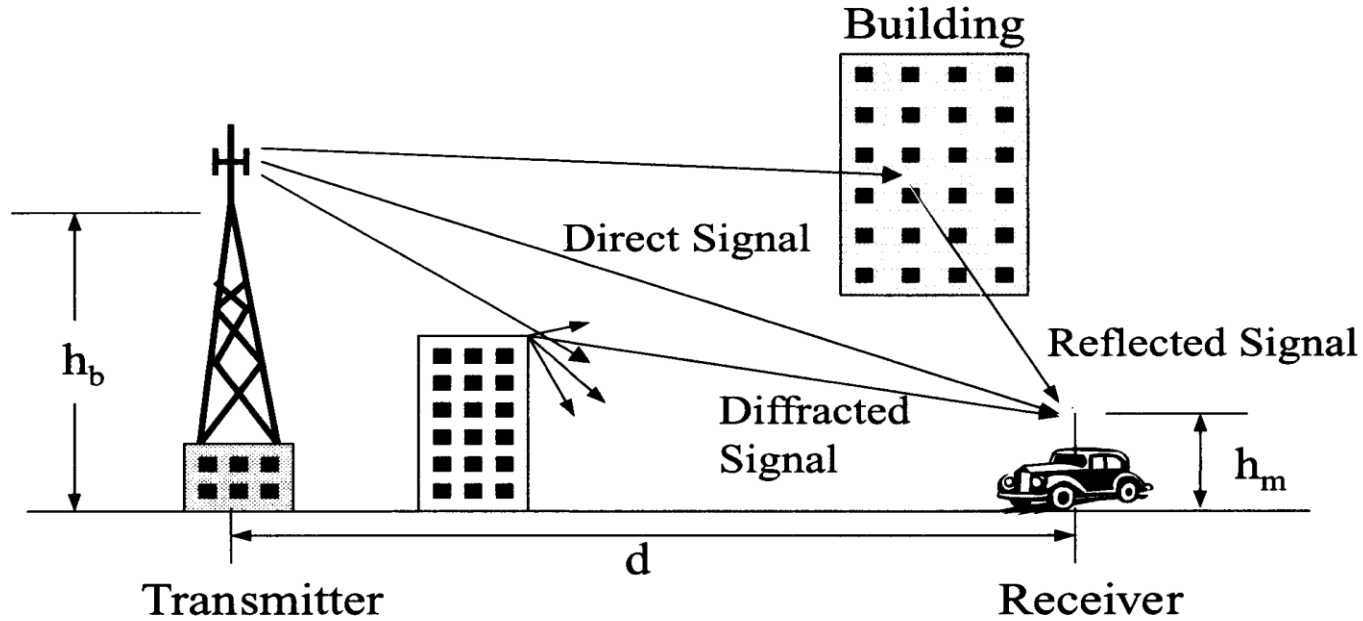 Building
Direct Signal
Reflected Signal
h_b
Diffracted
Signal
h_m
d
Transmitter
Receiver